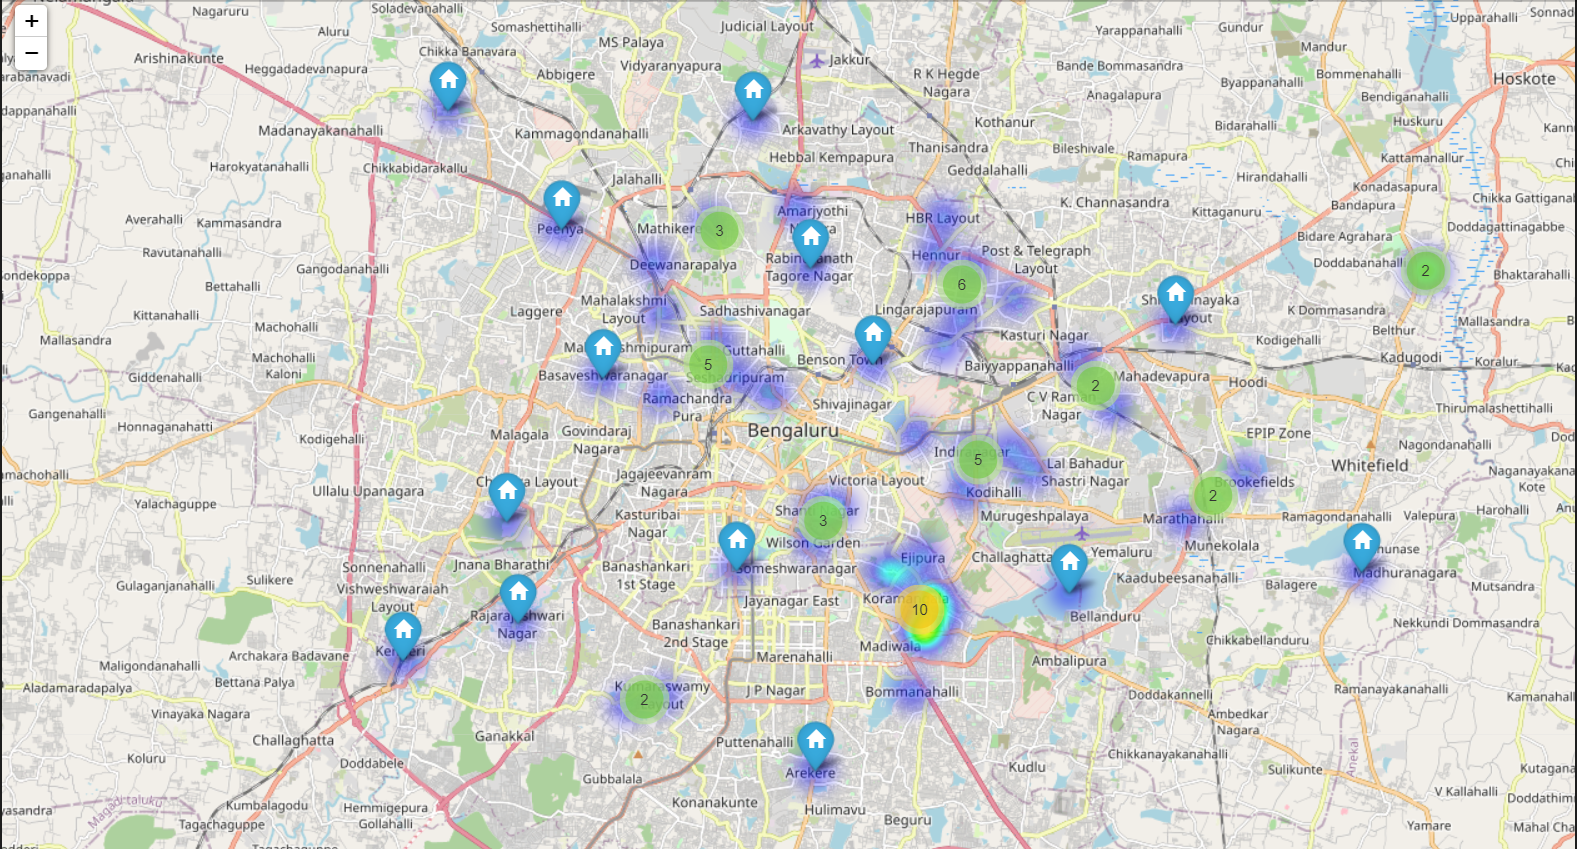 +
−
Nagaruru
Soladevanahalli
Somashettihalli
Judicial Layout
Upparahalli
Aluru
Chikka Banavara
MS Palaya
Yarappanahalli
Gundur
Mandur
Arishinakunte
Heggadadevanapura
Abbigere
Vidyaranyapura
Jakkur
R K Hegde
Nagara
Bande Bommasandra
Byappanahalli
Bommenahalli
Hoskote
Anagalapura
Bendiganahalli
Madanayakanahalli
Kammagondanahalli
Arkavathy Layout
Kothanur
Bidarahalli
Huskuru
Thanisandra
Bileshivale
Hebbal Kempapura
Ramapura
Kattamanallur
Harokyatanahalli
Chikkabidarakallu
Jalahalli
Geddalahalli
Hirandahalli
Konadasapura
Averahalli
Kammasandra
Peenya
Mathikere
3
Amarjyothi
HBR Layout
K. Channasandra
Kittaganuru
Bandapura
Chikka Gattiganahalli
Doddagattinagabbe
Ravutanahalli
Gangodanahalli
Deewanarapalya
Tagore Nagar
Hennur
Post & Telegraph
Layout
Bidare Agrahara
Doddabanahalli
2
Bhaktarahalli
Bettahalli
Mahalakshmi
Layout
Sadhashivanagar
6
Lingarajapuram
K Dommasandra
Kittanahalli
Laggere
Machohalli
Kasturi Nagar
Belthur
Mallasandra
Mallasandra
Guttahalli
Benson Town
Kodigehalli
Kadugodi
Koralur
Machohalli
Kaloni
Giddenahalli
Basaveshwaranagar
5
Seshadripuram
Baiyyappanahalli
2
Mahadevapura
Hoodi
Ramachandra
Pura
Shivajinagar
C V Raman
Nagar
Thirumalashettihalli
Gangenahalli
Honnaganahatti
Kodigehalli
Malagala
Govindaraj
Nagara
Bengaluru
EPIP Zone
Nagondanahalli
5
Kodihalli
Lal Bahadur
Shastri Nagar
Whitefield
Jagajeevanram
Nagara
Victoria Layout
Brookefields
2
Ullalu Upanagara
Yalachaguppe
Kasturibai
Nagar
3
Wilson Garden
Murugeshpalaya
Marathahalli
Ramagondanahalli
Valepura
Harohalli
Munekolala
Sonnenahalli
Jnana Bharathi
Banashankari
1st Stage
Someshwaranagar
Ejipura
Challaghatta
Yemaluru
Kaadubeesanahalli
Balagere
Madhuranagara
Mutsandra
Sulikere
Gulaganjanahalli
Vishweshwaraiah
Layout
Jayanagar East
10
Bellanduru
Nekkundi Dommasandra
Nagar
Banashankari
2nd Stage
Madiwala
Chikkabellanduru
Archakara Badavane
Maligondanahalli
Marenahalli
Ambalipura
Bettana Palya
Aladamaradapalya
2
J P Nagar
Bommanahalli
Doddakannelli
Ramanayakanahalli
Vinayaka Nagara
Ambedkar
Nagar
Challaghatta
Ganakkal
Puttenahalli
Chikkanayakanahalli
Anekal
Koluru
Doddabele
Gubbalala
Arekere
Kudlu
Sulikunte
V Kallahalli
Kumbalagodu
Hemmigepura
Gollahalli
Konanakunte
Hulimavu
Beguru
Magadi taluku
Tagachaguppe
Yamare